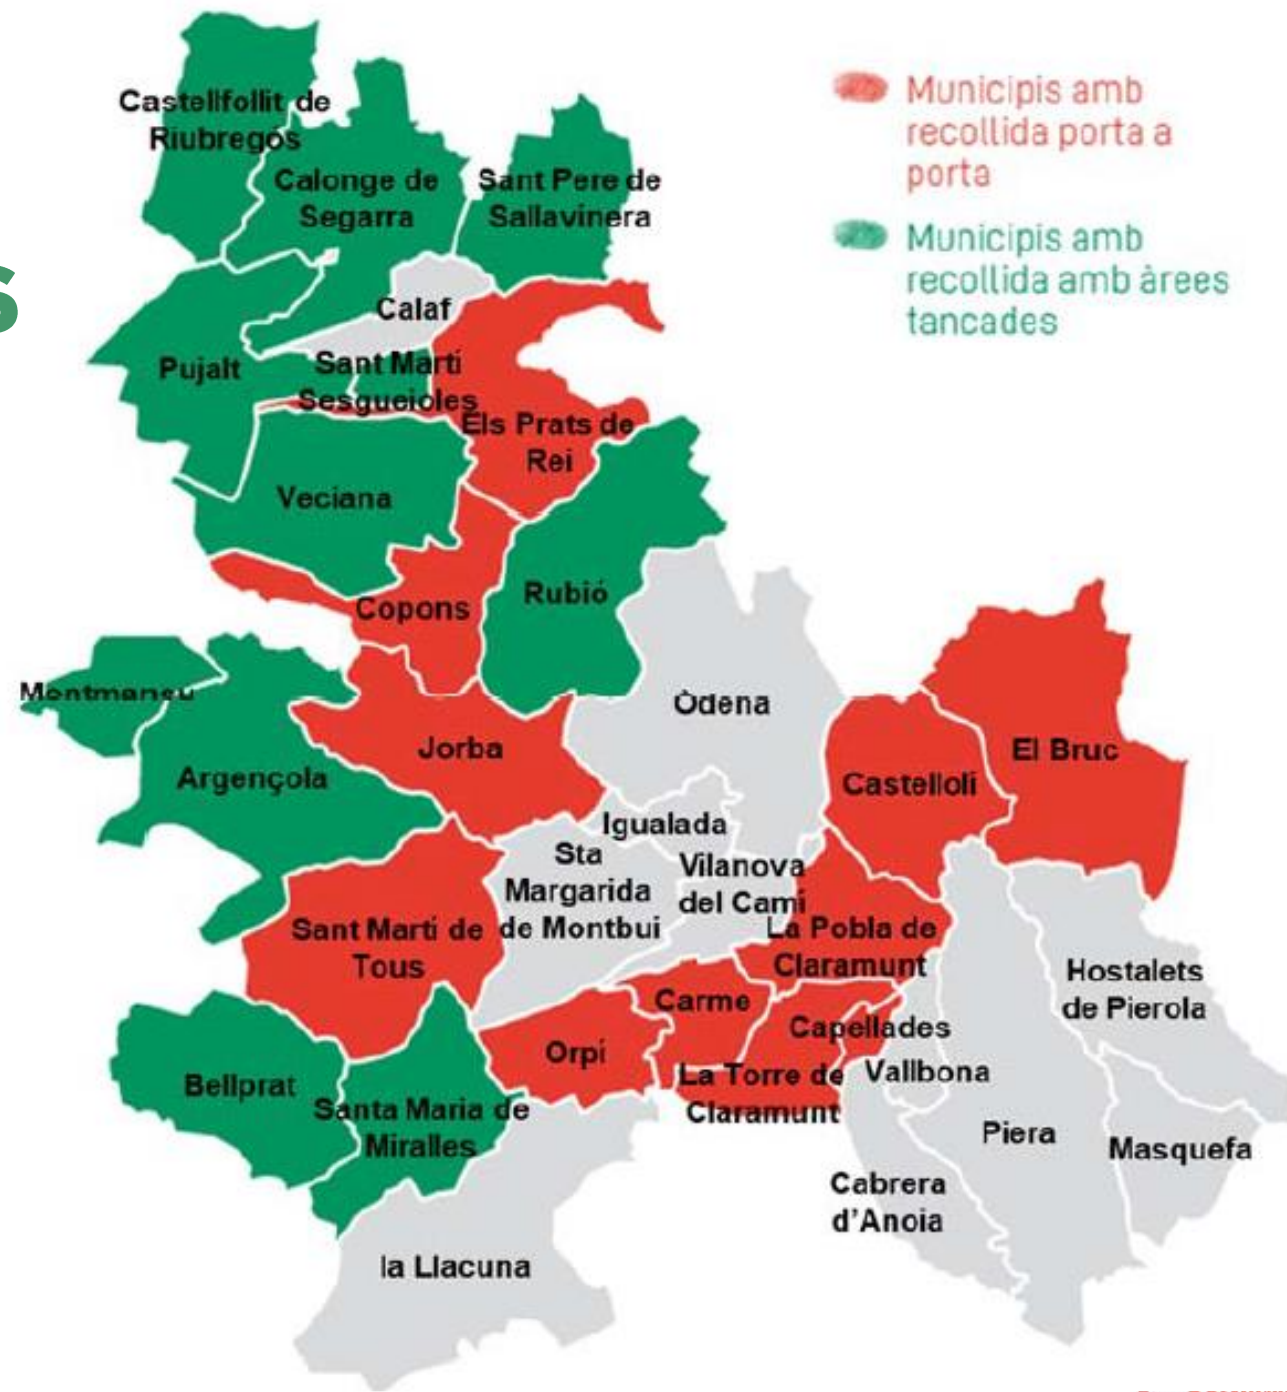 Castellfollit de
Riubregós
Calonge de
Segarra
Sant Pere de
Sallavinera
Municipis amb
recollida porta a
porta
Municipis amb
recollida amb àrees
tancades
s
Calaf
Pujalt
Sant Martí
Sesgueioles
Els Prats de
Rei
Veciana
Copons
Rubió
Montmaneu
Argençola
Jorba
Òdena
Castellolí
El Bruc
Igualada
Sta
Margarida
de Montbui
Vilanova
del Camí
Sant Martí de
Tous
La Pobla de
Claramunt
Hostalets
de Pierola
Carme
Capellades
Orpí
La Torre de
Claramunt
Vallbona
Bellprat
Santa Maria de
Miralles
Piera
Masquefa
Cabrera
d'Anoia
la Llacuna